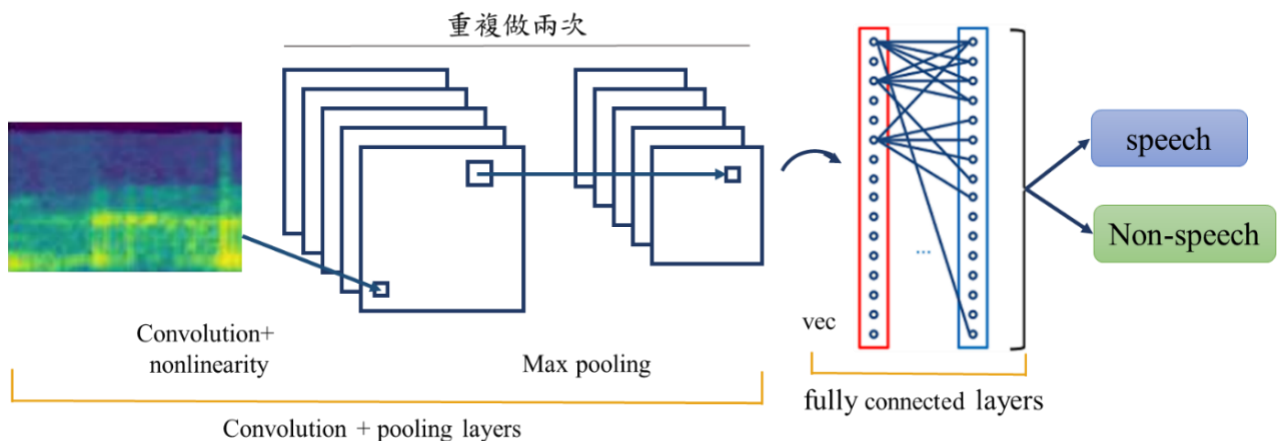 重複做兩次
speech
Non-speech
...
vec
Convolution+
nonlinearity
Max pooling
fully connected layers
Convolution + pooling layers